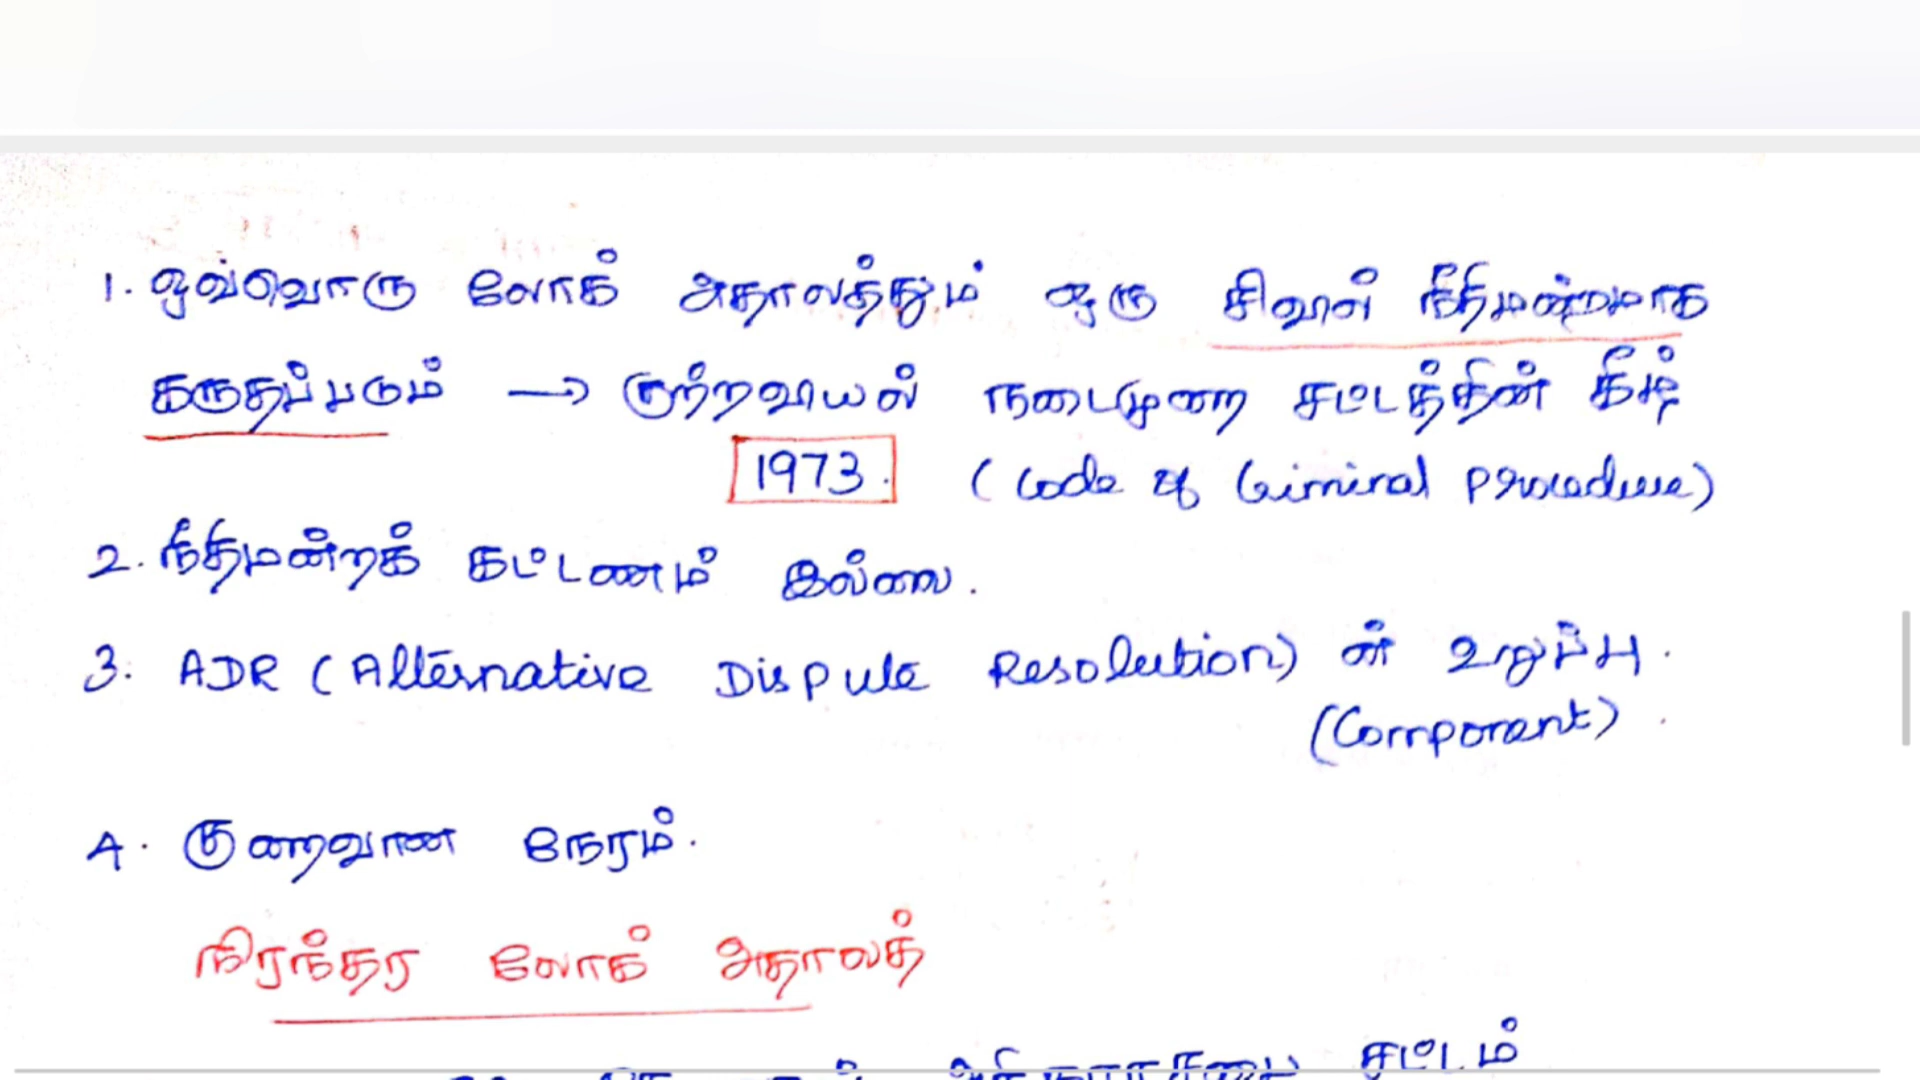 1. ஒவ்வொரு லோக் அதாலத்தும் ஒரு சிவில் நீதிமன்றமாக
கருதப்படும் → குற்றவியல் நடைமுறை சட்டத்தின் கீழ்
1973. (Code of Criminal Procedure)
2. நீதிமன்றக் கட்டணம் இல்லை.
3. ADR (Alternative Dispute Resolution) ன் உறுப்பு.
(Component).
4. குறைவான நேரம்.
நிரந்தர லோக் அதாலத்
சட்டம்